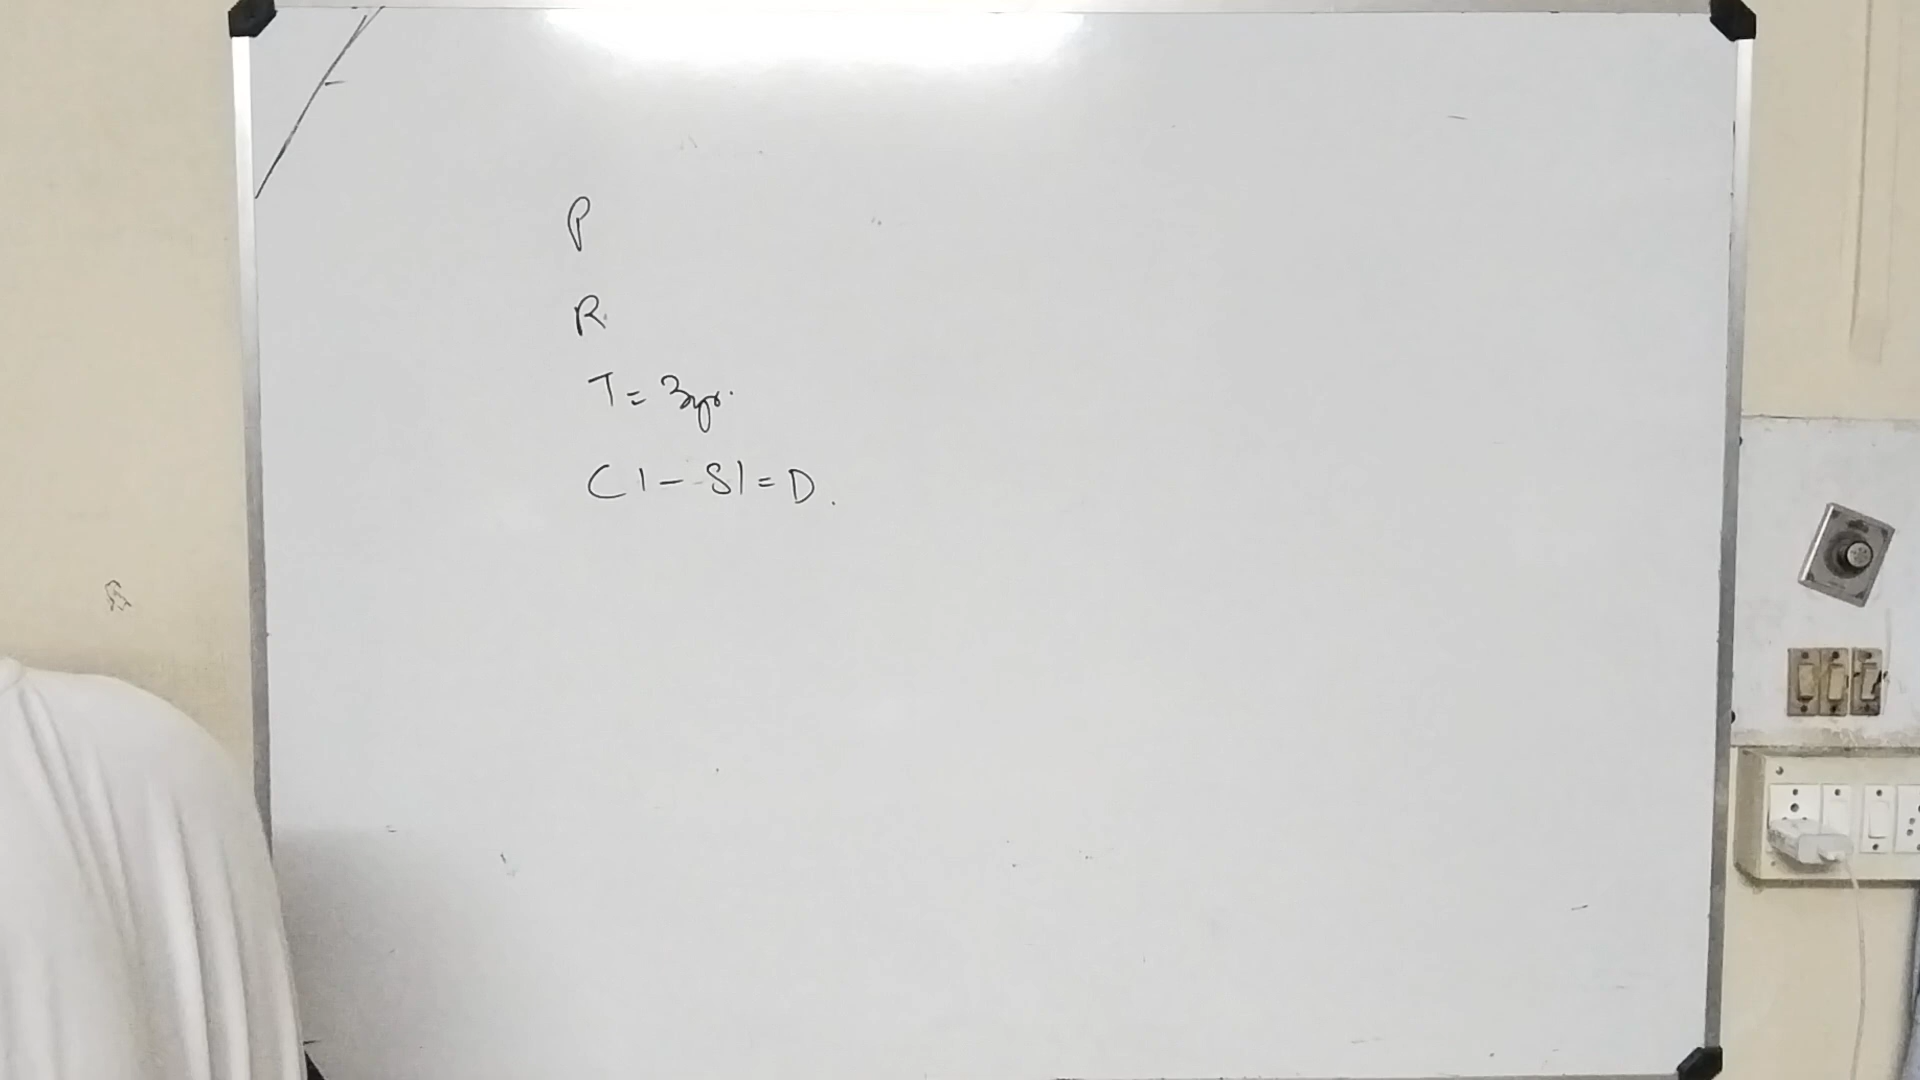 P
R.
T = 3yr.
CI - SI = D.